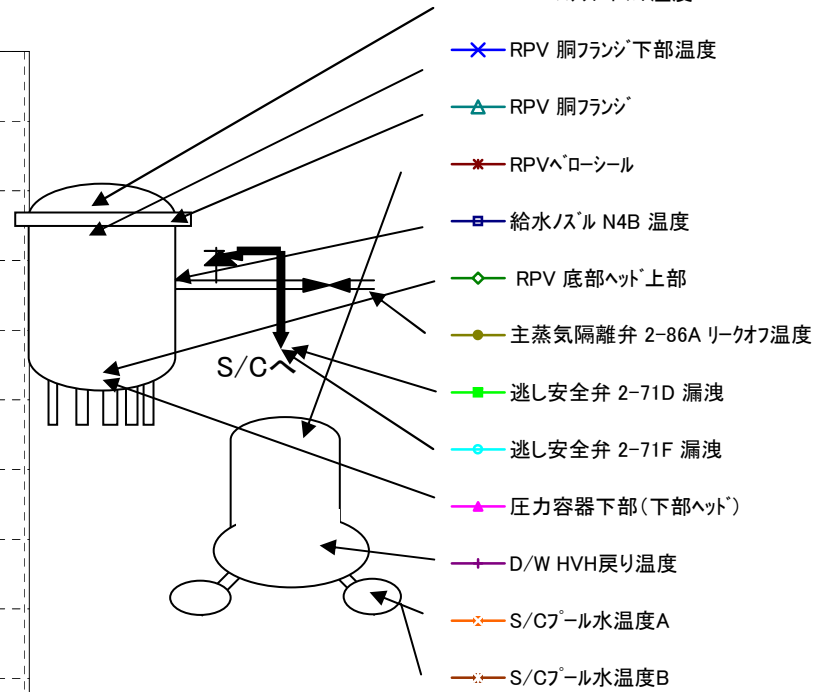 温度
RPV 胴フランジ下部温度
RPV 胴フランジ
RPVベローシール
給水ノズル N4B 温度
RPV 底部ヘッド上部
主蒸気隔離弁 2-86A リークオフ温度
S/Cへ
逃し安全弁 2-71D 漏洩
逃し安全弁 2-71F 漏洩
圧力容器下部(下部ヘッド)
D/W HVH戻り温度
S/Cプール水温度A
S/Cプール水温度B